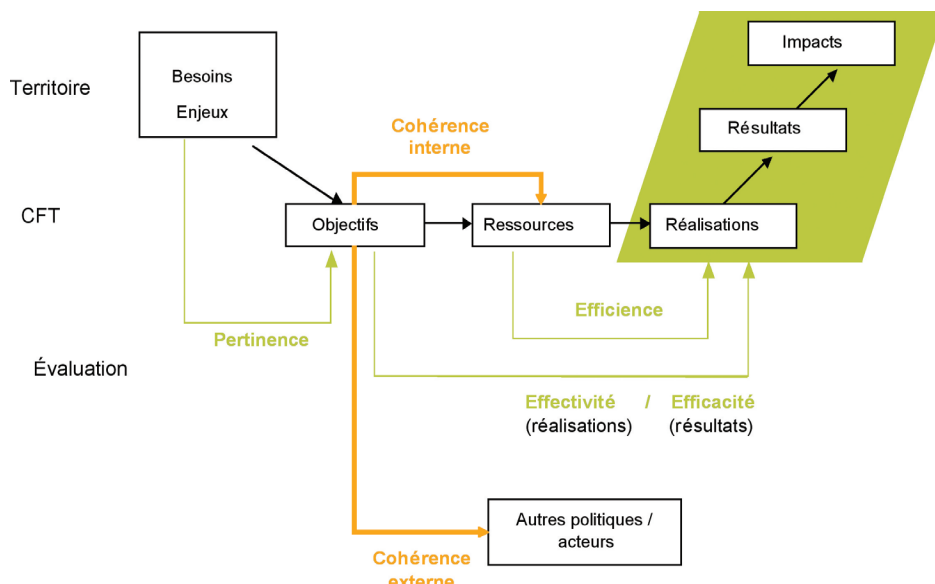 Impacts
Besoins
Territoire
Enjeux
Résultats
Cohérence
interne
CFT
Objectifs
Ressources
Réalisations
Efficience
Pertinence
Évaluation
Effectivité / Efficacité
(réalisations) (résultats)
Autres politiques /
acteurs
Cohérence
externe